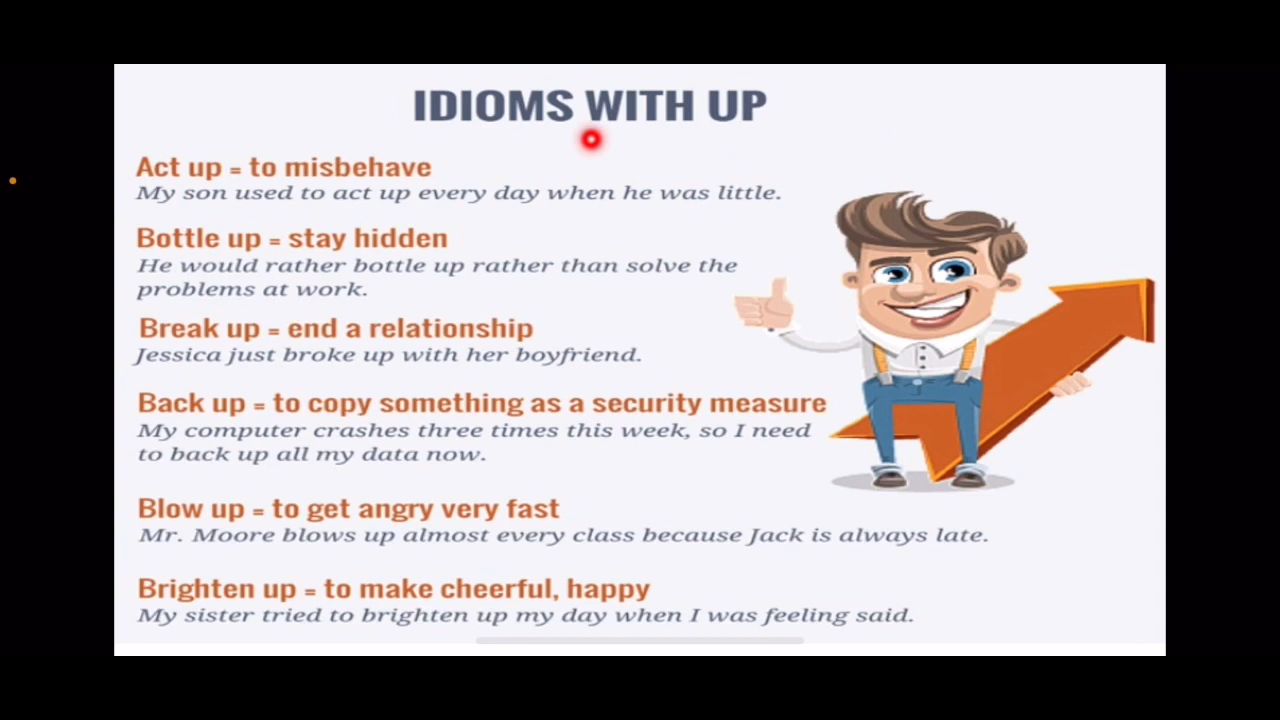 IDIOMS WITH UP
Act up = to misbehave
My son used to act up every day when he was little.
Bottle up = stay hidden
He would rather bottle up rather than solve the
problems at work.
Break up = end a relationship
Jessica just broke up with her boyfriend.
Back up = to copy something as a security measure
My computer crashes three times this week, so I need
to back up all my data now.
Blow up = to get angry very fast
Mr. Moore blows up almost every class because Jack is always late.
Brighten up = to make cheerful, happy
My sister tried to brighten up my day when I was feeling said.